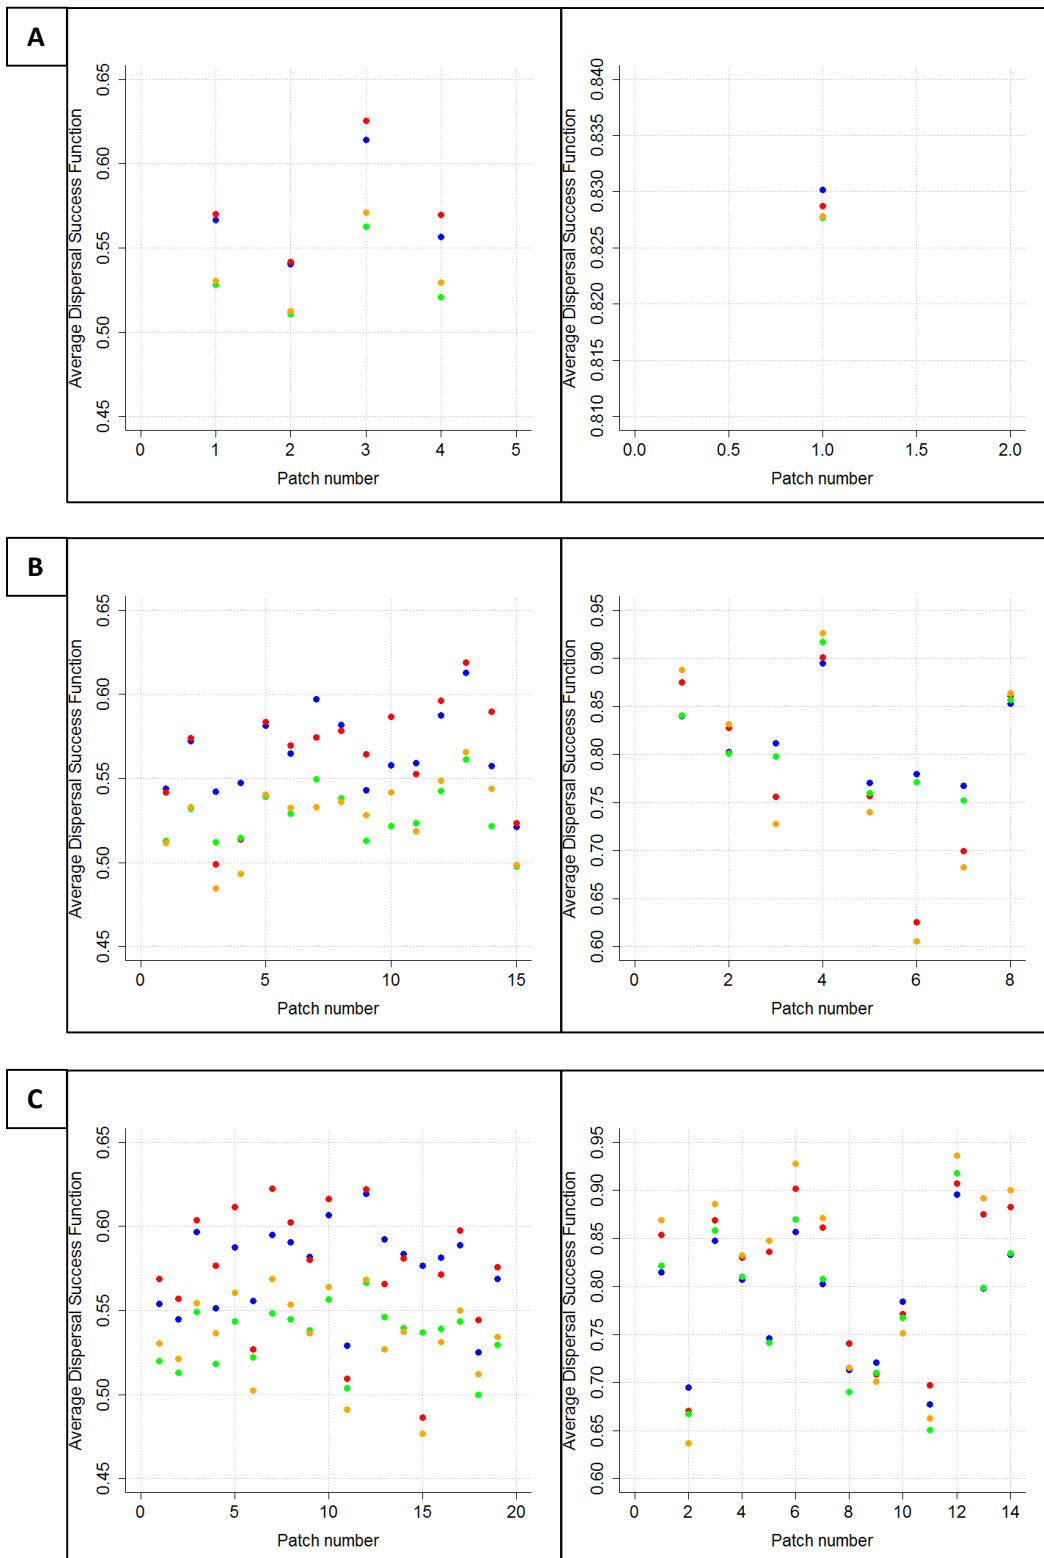 A
Average Dispersal Success Function
0.65
0.60
0.55
0.50
0.45
0 1 2 3 4 5
Patch number
Average Dispersal Success Function
0.840
0.835
0.830
0.825
0.820
0.815
0.810
0.0 0.5 1.0 1.5 2.0
Patch number
B
Average Dispersal Success Function
0.65
0.60
0.55
0.50
0.45
0 5 10 15
Patch number
Average Dispersal Success Function
0.95
0.90
0.85
0.80
0.75
0.70
0.65
0.60
0 2 4 6 8
Patch number
C
Average Dispersal Success Function
0.65
0.60
0.55
0.50
0.45
0 5 10 15 20
Patch number
Average Dispersal Success Function
0.95
0.90
0.85
0.80
0.75
0.70
0.65
0.60
0 2 4 6 8 10 12 14
Patch number